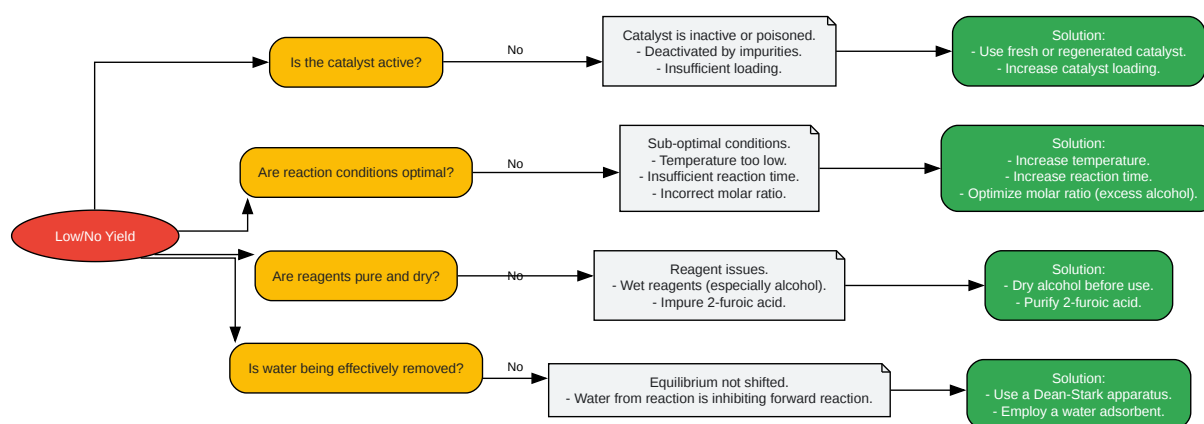 Is the catalyst active?
No
Catalyst is inactive or poisoned.
- Deactivated by impurities.
- Insufficient loading.
Solution:
- Use fresh or regenerated catalyst.
- Increase catalyst loading.
Are reaction conditions optimal?
No
Sub-optimal conditions.
- Temperature too low.
- Insufficient reaction time.
- Incorrect molar ratio.
Solution:
- Increase temperature.
- Increase reaction time.
- Optimize molar ratio (excess alcohol).
Low/No Yield
Are reagents pure and dry?
No
Reagent issues.
- Wet reagents (especially alcohol).
- Impure 2-furoic acid.
Solution:
- Dry alcohol before use.
- Purify 2-furoic acid.
Is water being effectively removed?
No
Equilibrium not shifted.
- Water from reaction is inhibiting forward reaction.
Solution:
- Use a Dean-Stark apparatus.
- Employ a water adsorbent.